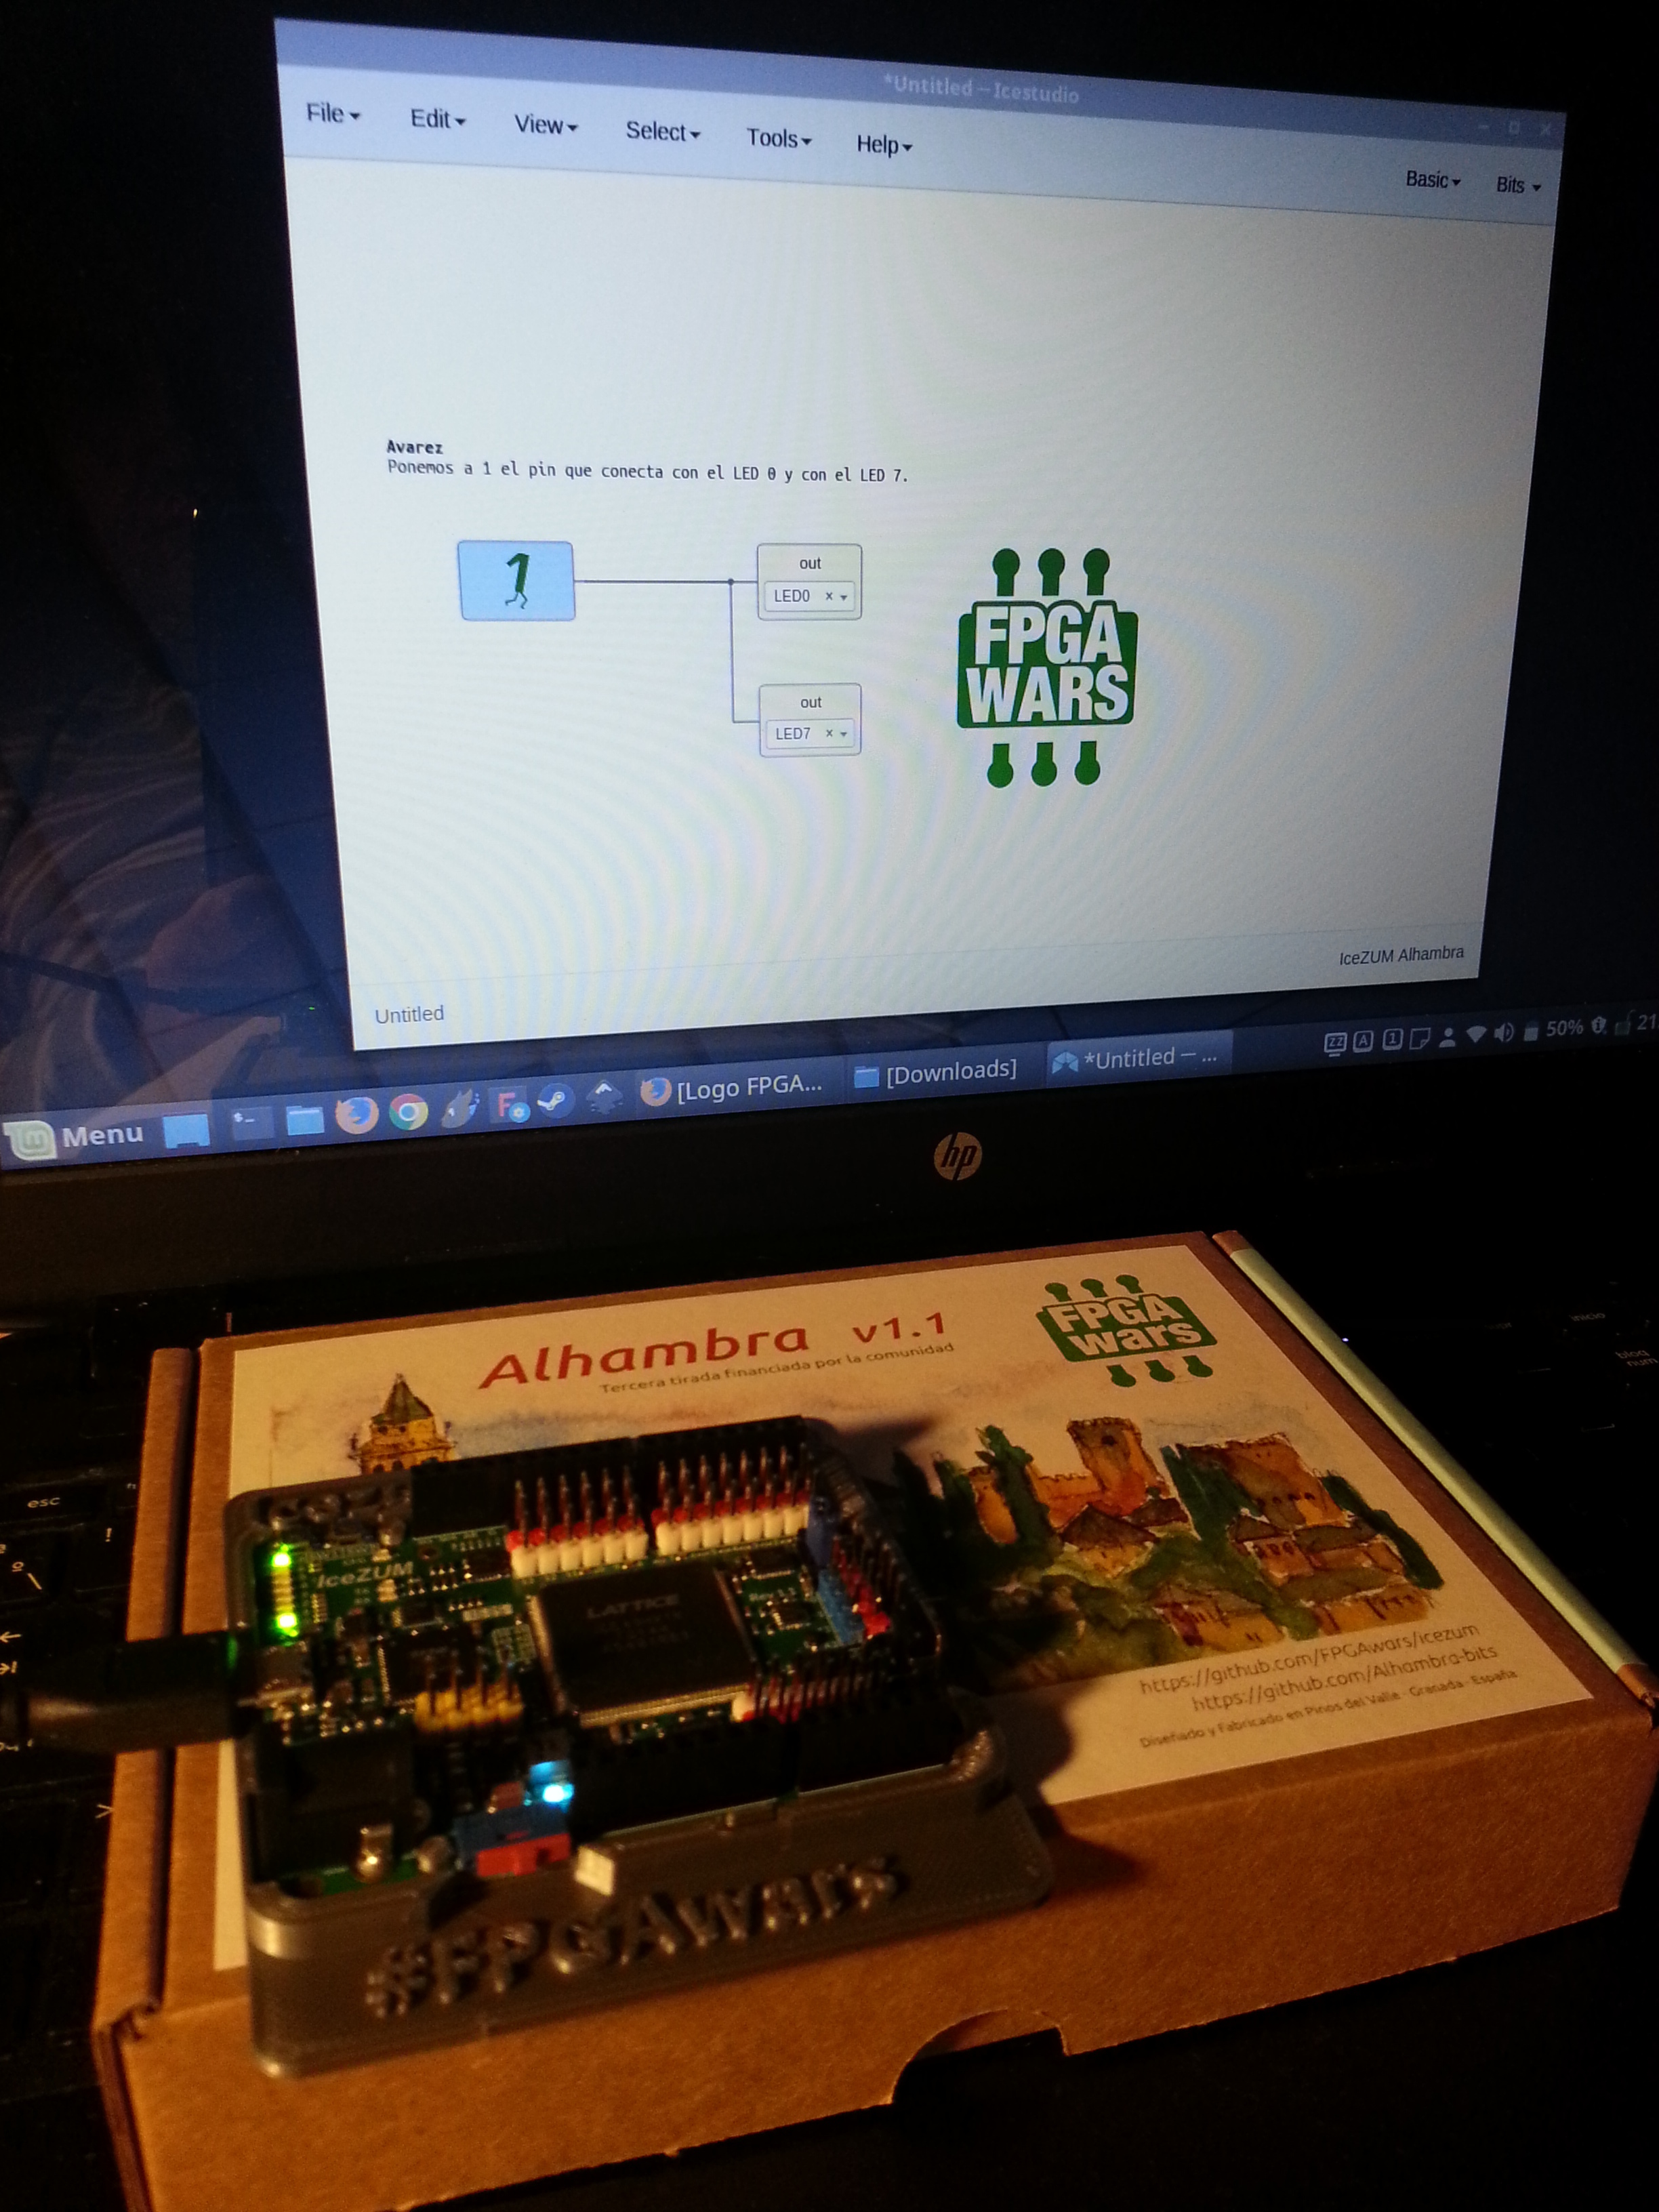 *Untitled — Icestudio
File Edit View Select Tools Help
Basic Bits
Avarez
Ponemos a 1 el pin que conecta con el LED 0 y con el LED 7.
1
out
LED0
out
LED7
FPGA
WARS
IceZUM Alhambra
Untitled
Menu
[Logo FPGA...
[Downloads]
*Untitled — ...
50%
21
hp
Alhambra v1.1
Tercera tirada financiada por la comunidad
FPGA
wars
https://github.com/FPGAwars/icezum
https://github.com/Alhambra-bits
Diseñado y Fabricado en Pinos del Valle - Granada - España
IceZUM
LATTICE
#FPGAwars
esc
inicio
bloq
num